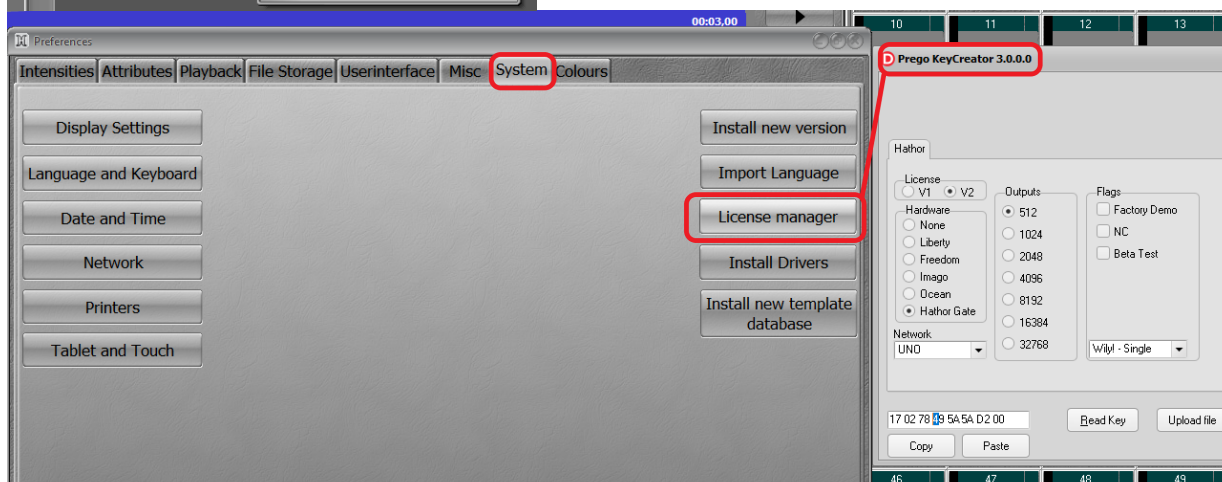 00:03,00
10 11 12 13
Preferences
Intensities Attributes Playback File Storage Userinterface Misc System Colours
Display Settings
Language and Keyboard
Date and Time
Network
Printers
Tablet and Touch
Install new version
Import Language
License manager
Install Drivers
Install new template
database
Prego KeyCreator 3.0.0.0
Hathor
License
V1 V2
Hardware
None
Liberty
Freedom
Imago
Ocean
Hathor Gate
Network
UNO
Outputs
512
1024
2048
4096
8192
16384
32768
Flags
Factory Demo
NC
Beta Test
Wily! - Single
17 02 78 49 5A 5A D2 00
Read Key Upload file
Copy Paste
46 47 48 49